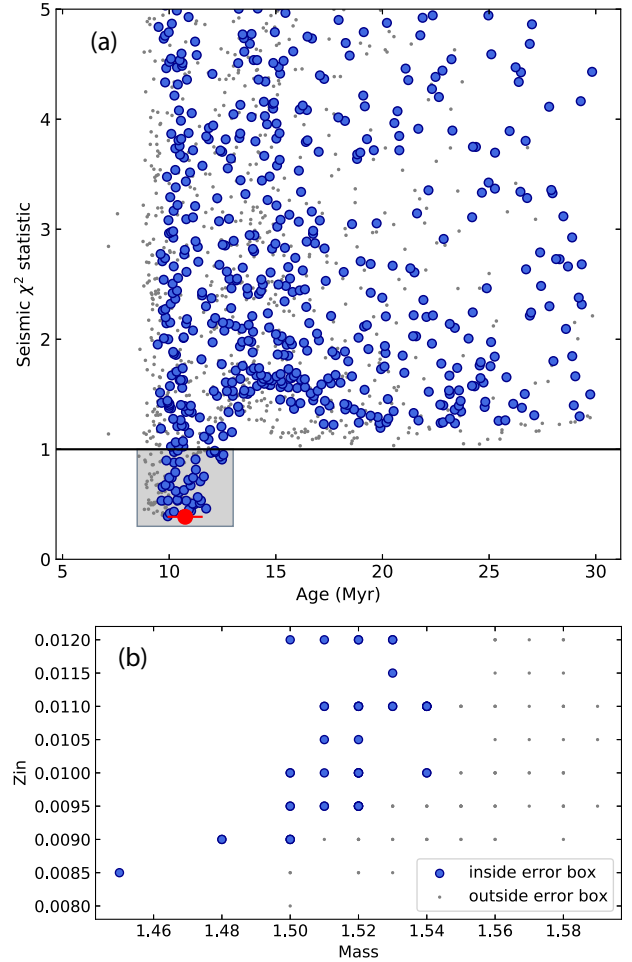 (a)
5
4
3
2
1
0
Seismic χ² statistic
5 10 15 20 25 30
Age (Myr)
(b)
0.0120
0.0115
0.0110
0.0105
0.0100
0.0095
0.0090
0.0085
0.0080
Zin
inside error box
outside error box
1.46 1.48 1.50 1.52 1.54 1.56 1.58
Mass